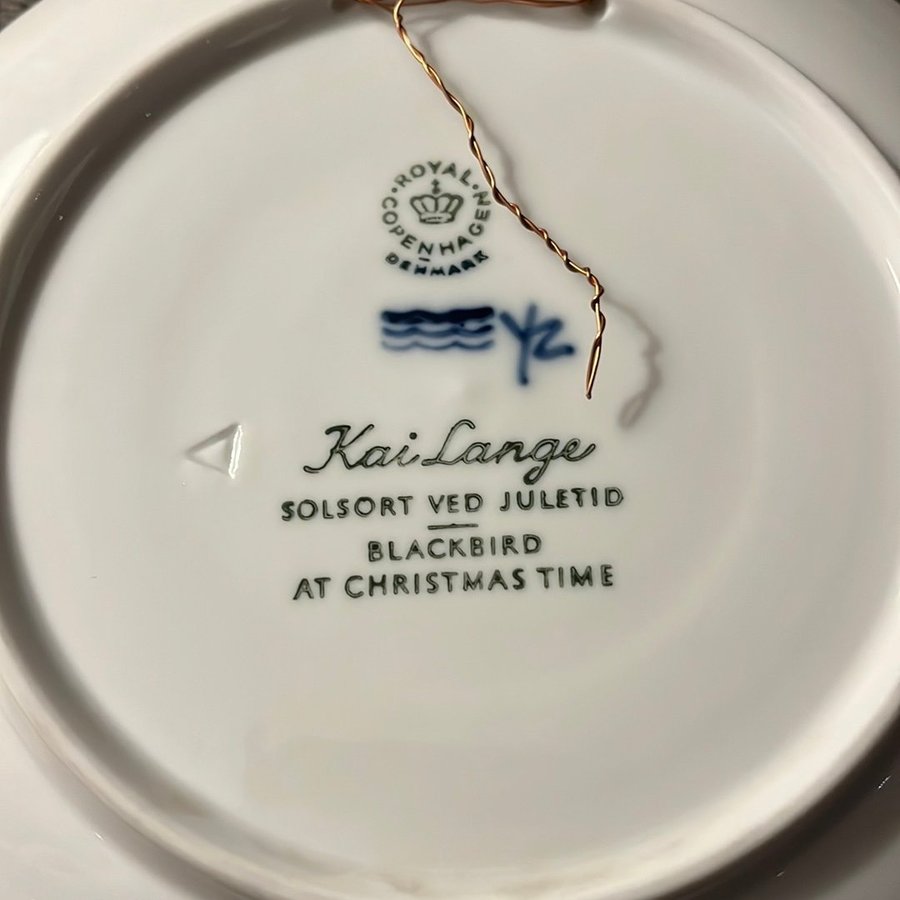 ROYAL
COPENHAGEN
DENMARK
Kai Lange
SOLSORT VED JULETID
BLACKBIRD
AT CHRISTMAS TIME